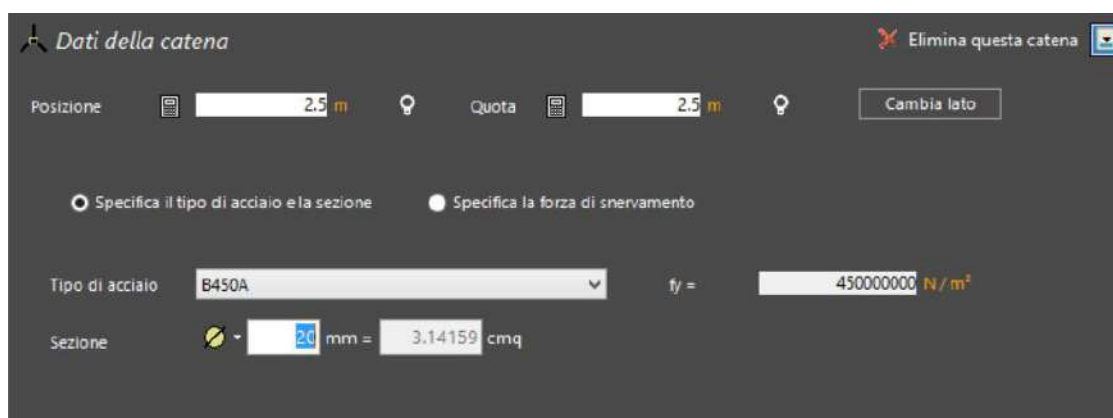 Dati della catena Elimina questa catena
Posizione 2.5 m Quota 2.5 m Cambia lato
Specifica il tipo di acciaio e la sezione Specifica la forza di snervamento
Tipo di acciaio B450A fy = 450000000 N / m²
Sezione 20 mm = 3.14159 cmq